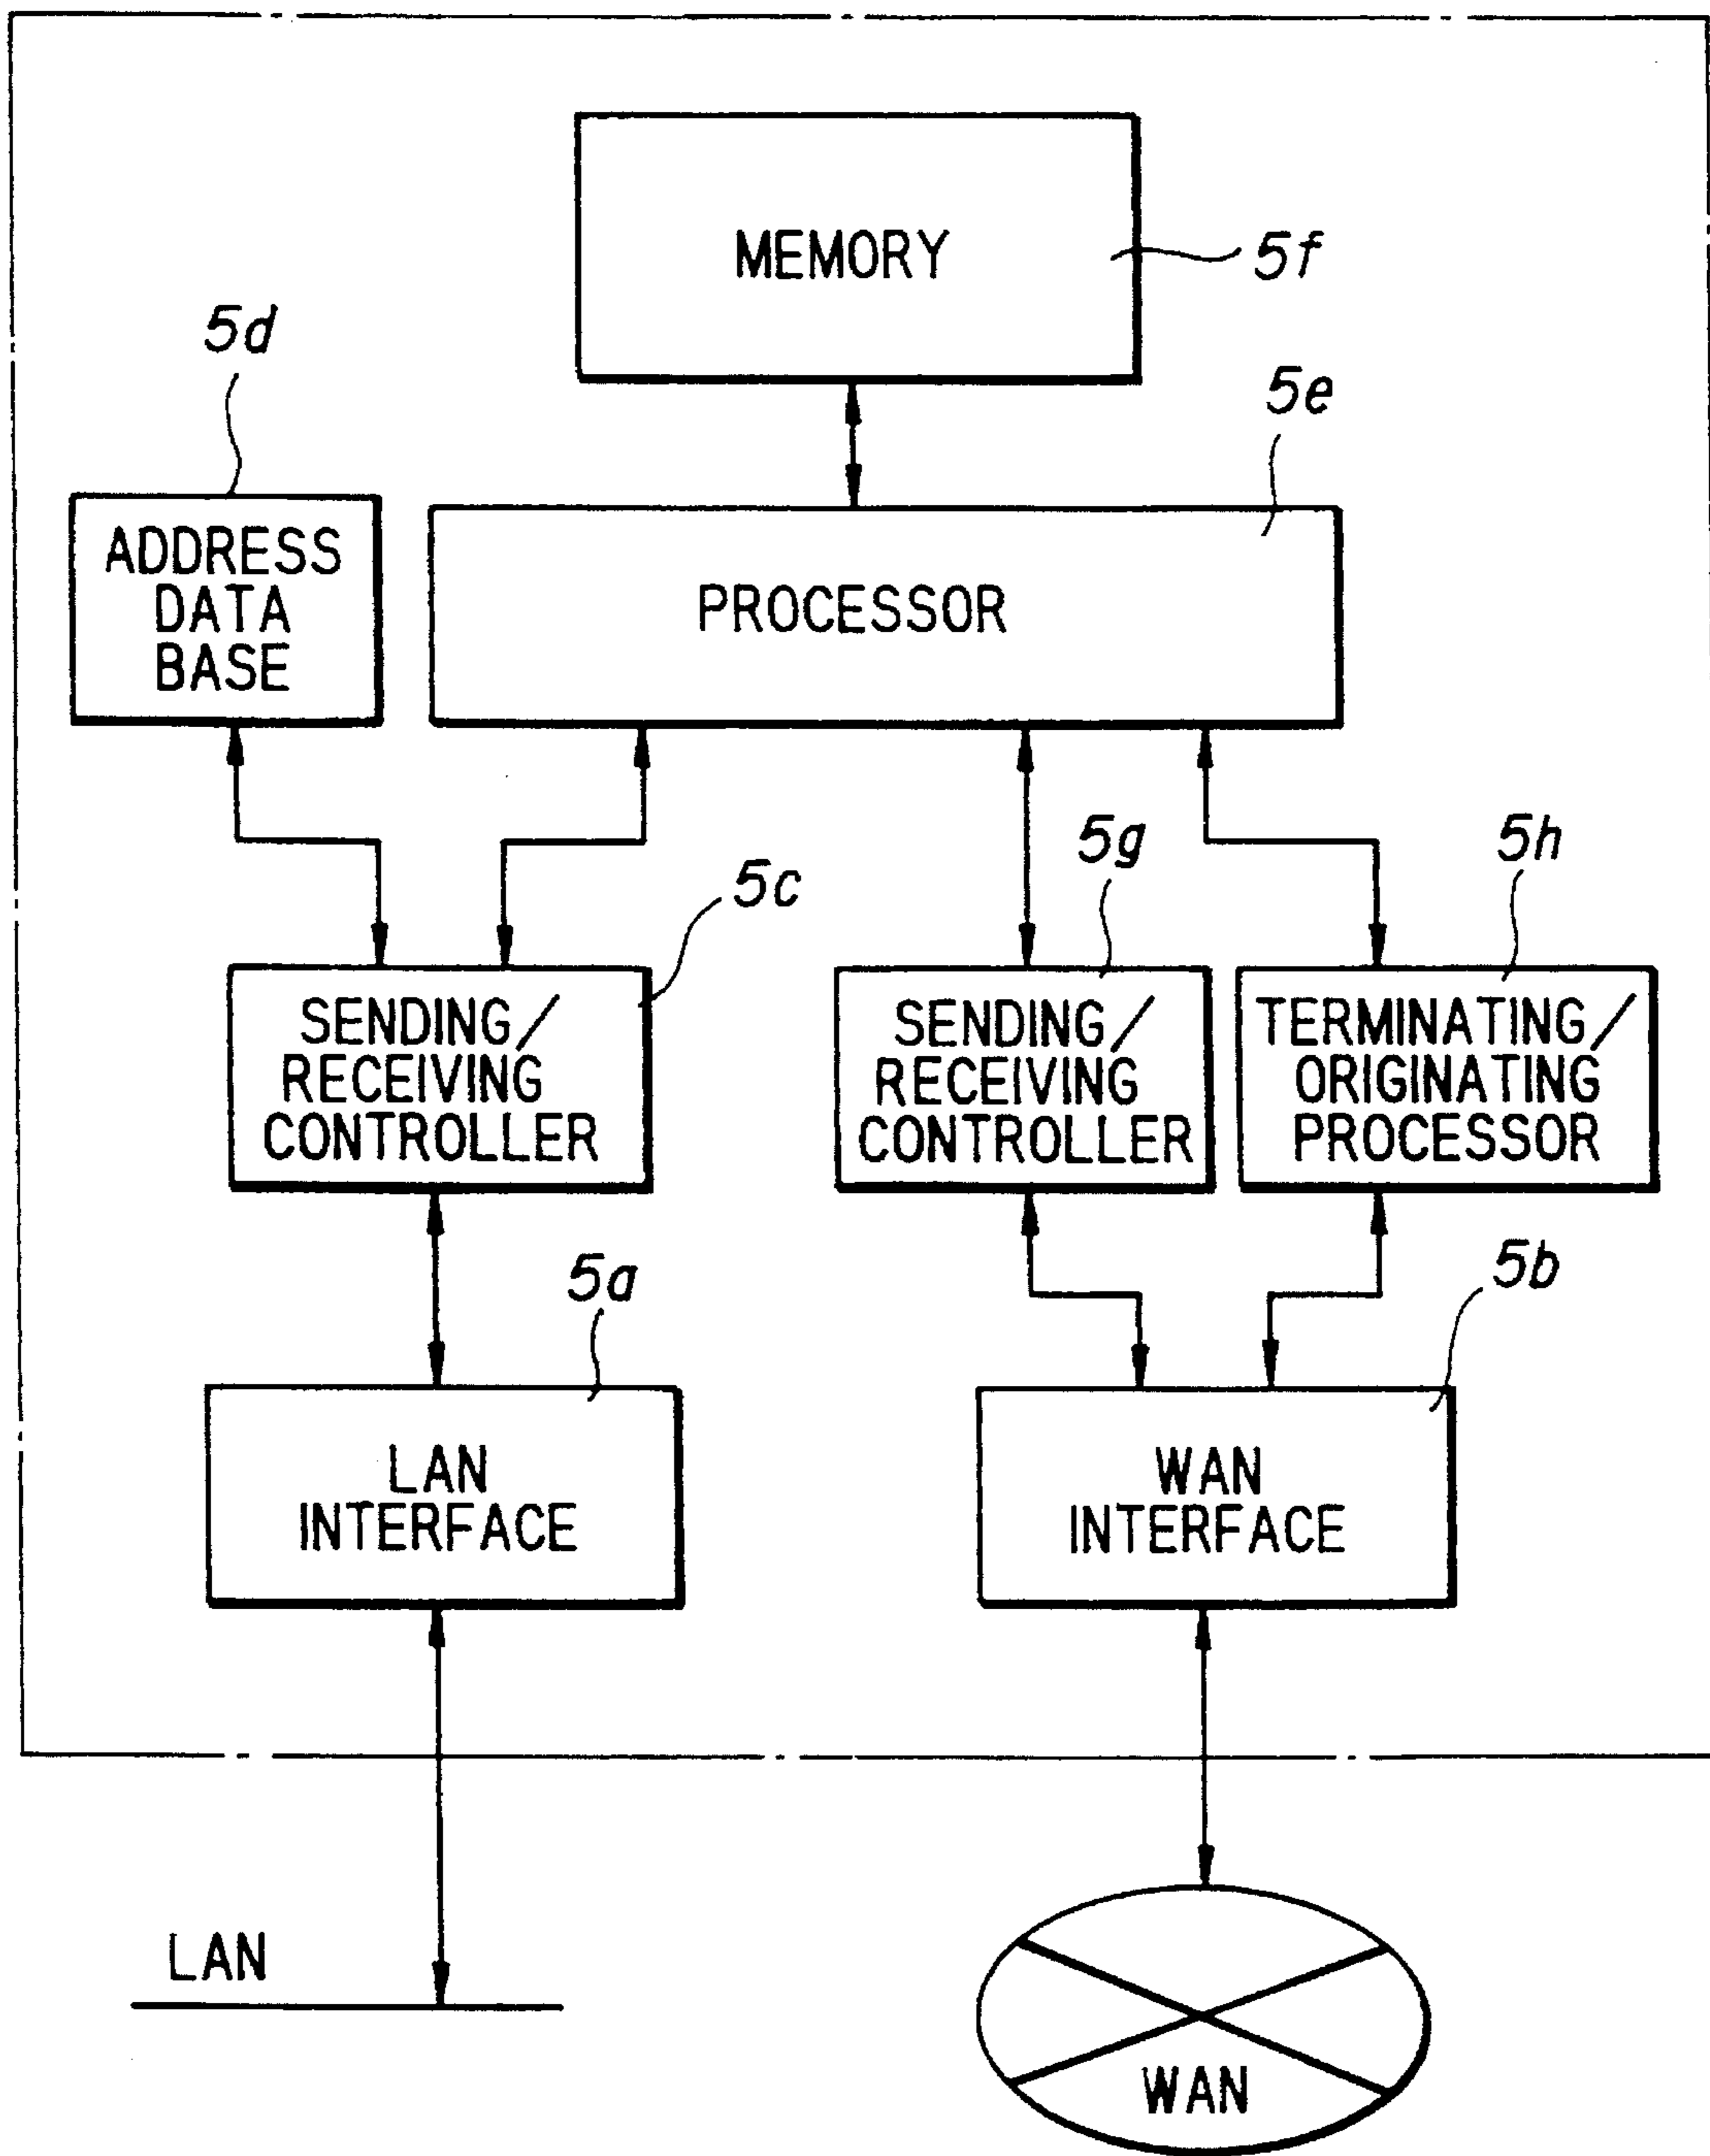 MEMORY
5f
5d
5e
ADDRESS
DATA
BASE
PROCESSOR
5c
5g
5h
SENDING/
RECEIVING
CONTROLLER
SENDING/
RECEIVING
CONTROLLER
TERMINATING/
ORIGINATING
PROCESSOR
5a
5b
LAN
INTERFACE
WAN
INTERFACE
LAN
WAN